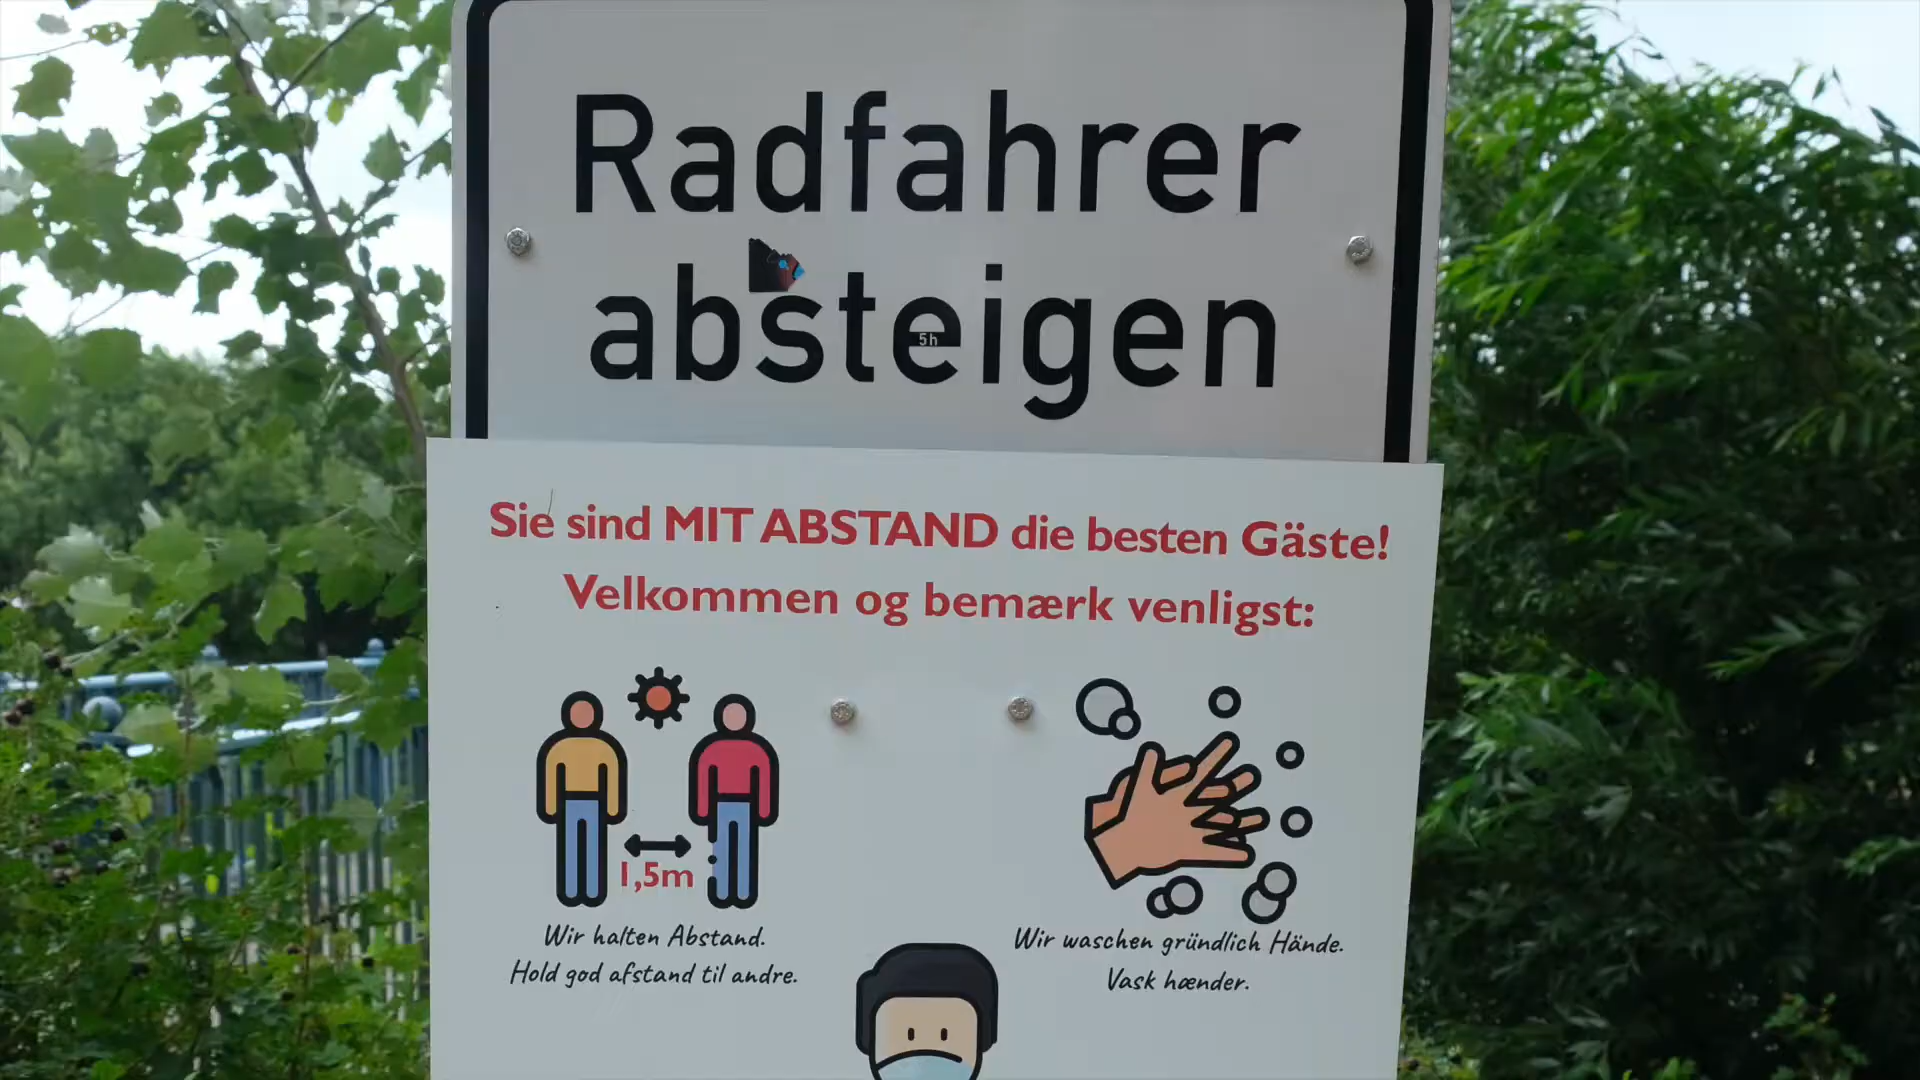 Radfahrer
absteigen
5h
Sie sind MIT ABSTAND die besten Gäste!
Velkommen og bemærk venligst:
1,5m
Wir halten Abstand.
Hold god afstand til andre.
Wir waschen gründlich Hände.
Vask hænder.